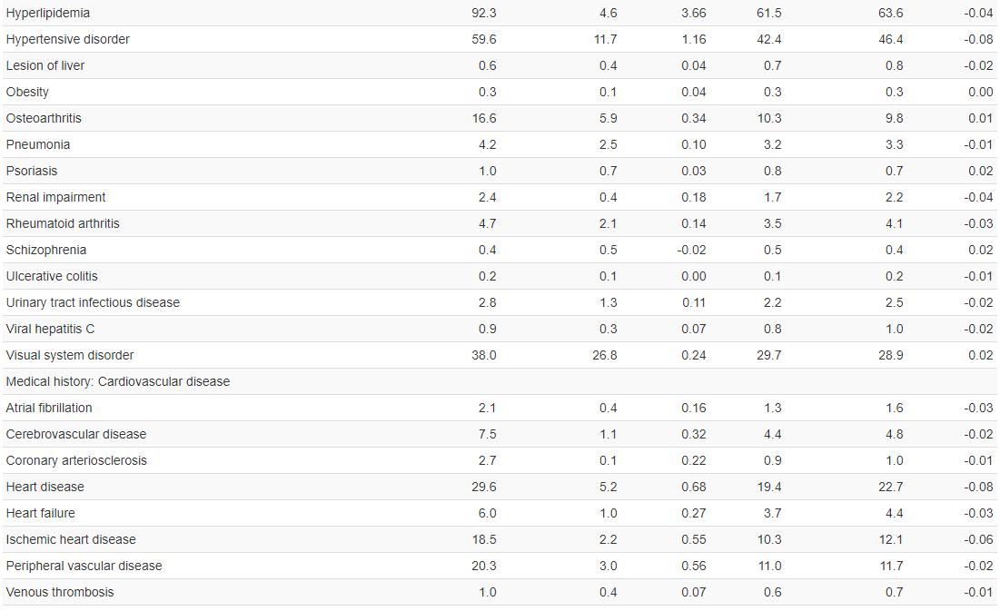 Hyperlipidemia 92.3 4.6 3.66 61.5 63.6 -0.04
Hypertensive disorder 59.6 11.7 1.16 42.4 46.4 -0.08
Lesion of liver 0.6 0.4 0.04 0.7 0.8 -0.02
Obesity 0.3 0.1 0.04 0.3 0.3 0.00
Osteoarthritis 16.6 5.9 0.34 10.3 9.8 0.01
Pneumonia 4.2 2.5 0.10 3.2 3.3 -0.01
Psoriasis 1.0 0.7 0.03 0.8 0.7 0.02
Renal impairment 2.4 0.4 0.18 1.7 2.2 -0.04
Rheumatoid arthritis 4.7 2.1 0.14 3.5 4.1 -0.03
Schizophrenia 0.4 0.5 -0.02 0.5 0.4 0.02
Ulcerative colitis 0.2 0.1 0.00 0.1 0.2 -0.01
Urinary tract infectious disease 2.8 1.3 0.11 2.2 2.5 -0.02
Viral hepatitis C 0.9 0.3 0.07 0.8 1.0 -0.02
Visual system disorder 38.0 26.8 0.24 29.7 28.9 0.02
Medical history: Cardiovascular disease
Atrial fibrillation 2.1 0.4 0.16 1.3 1.6 -0.03
Cerebrovascular disease 7.5 1.1 0.32 4.4 4.8 -0.02
Coronary arteriosclerosis 2.7 0.1 0.22 0.9 1.0 -0.01
Heart disease 29.6 5.2 0.68 19.4 22.7 -0.08
Heart failure 6.0 1.0 0.27 3.7 4.4 -0.03
Ischemic heart disease 18.5 2.2 0.55 10.3 12.1 -0.06
Peripheral vascular disease 20.3 3.0 0.56 11.0 11.7 -0.02
Venous thrombosis 1.0 0.4 0.07 0.6 0.7 -0.01